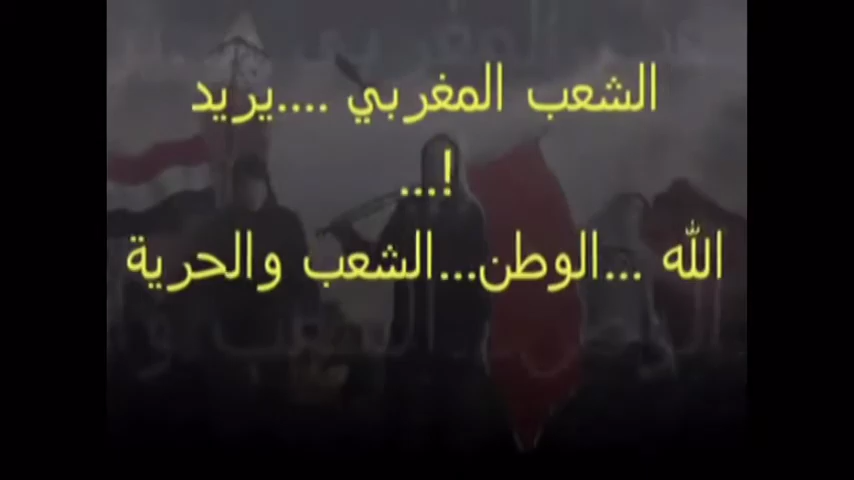 الشعب المغربي ....يريد
...!
الله ...الوطن...الشعب والحرية